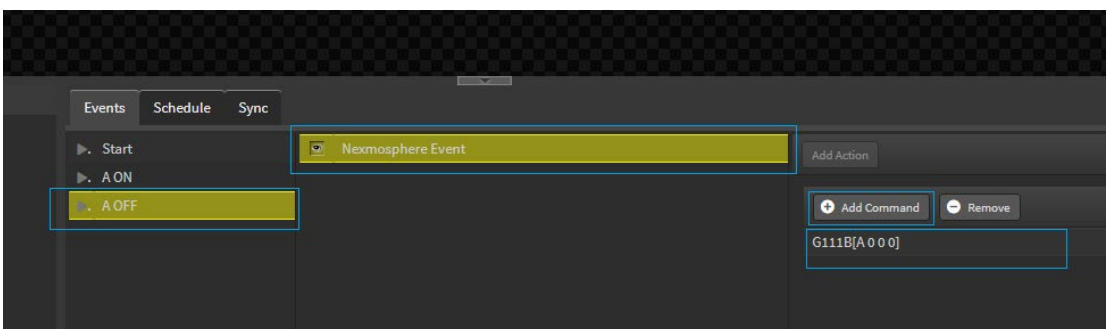 Events Schedule Sync
Start
A ON
A OFF
Nexmosphere Event
Add Action
Add Command Remove
G111B[A 0 0 0]